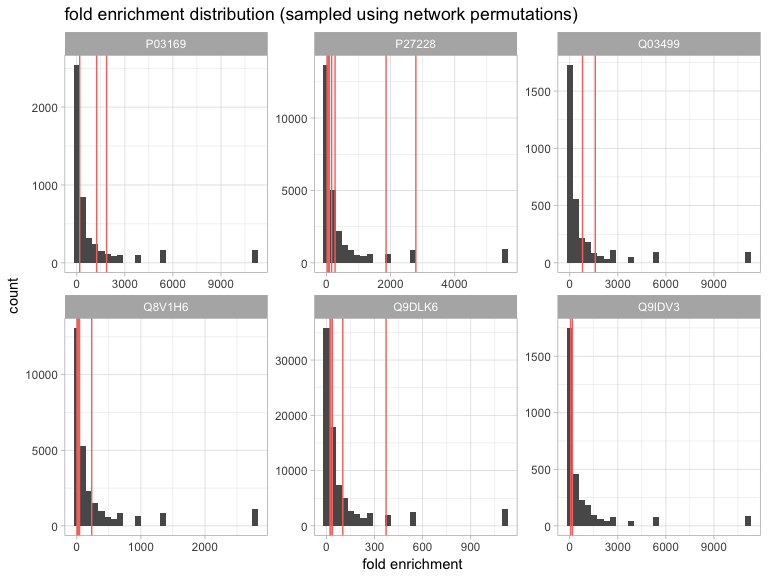 fold enrichment distribution (sampled using network permutations)
P03169 P27228 Q03499
2000
1000
0
10000
5000
0
1500
1000
500
0
0 3000 6000 9000
0 2000 4000
0 3000 6000 9000
count
Q8V1H6 Q9DLK6 Q9IDV3
10000
5000
0
30000
20000
10000
0
1500
1000
500
0
0 1000 2000
0 300 600 900
0 3000 6000 9000
fold enrichment